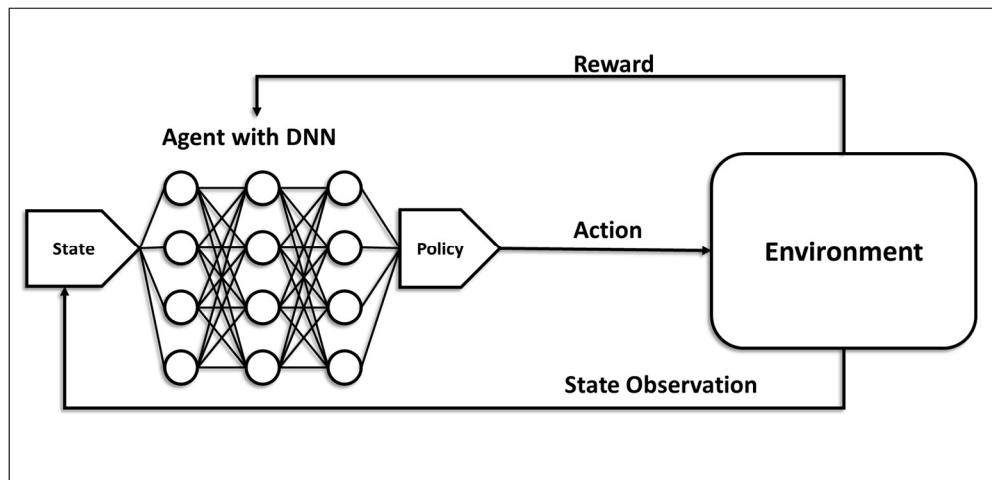 Reward
Agent with DNN
State
Policy
Action
Environment
State Observation